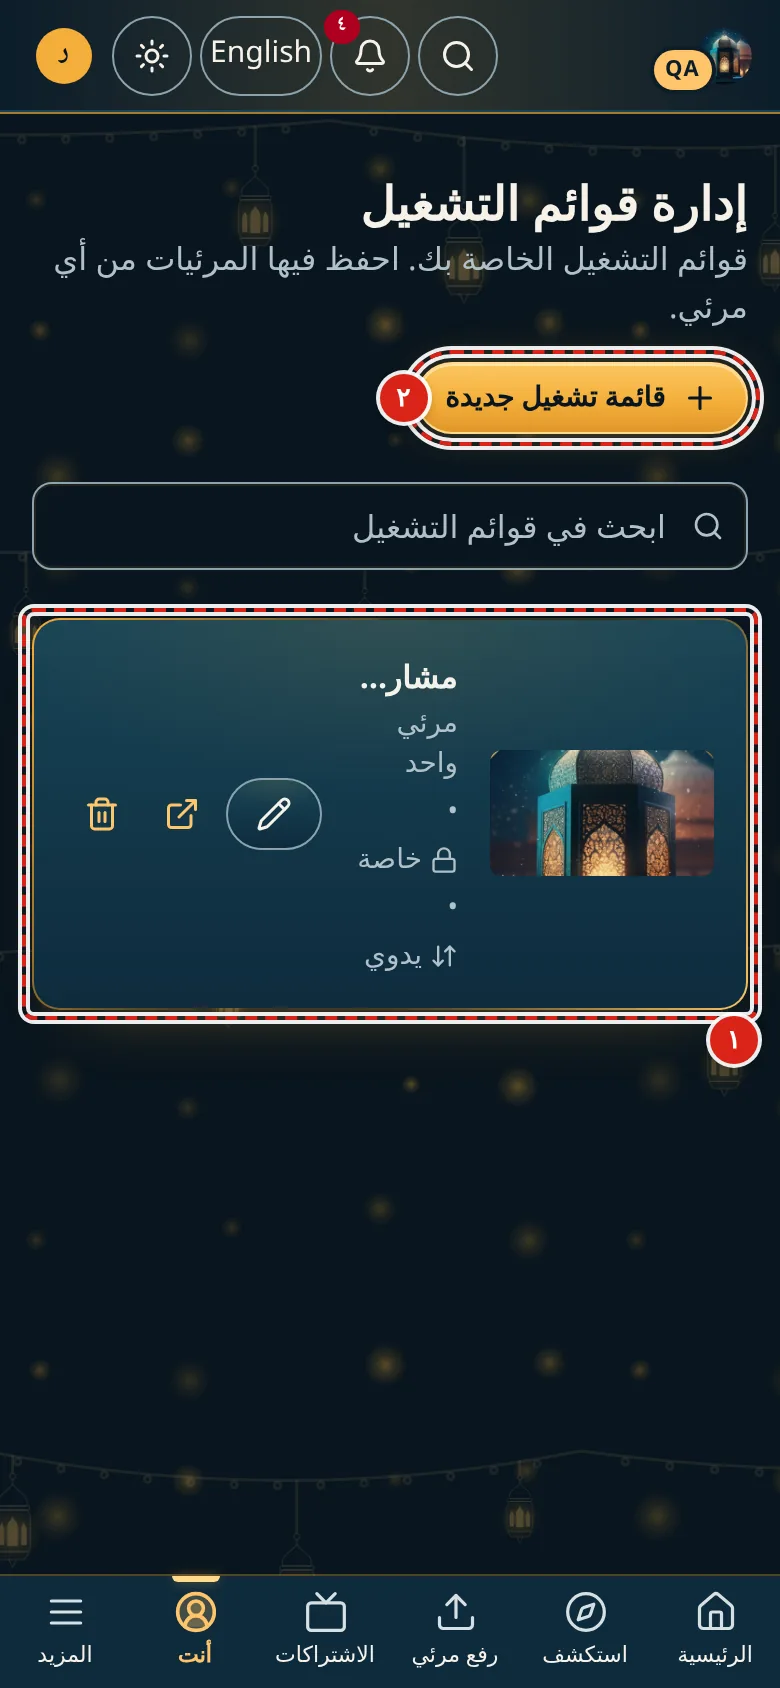 QA
٤
English
ر
إدارة قوائم التشغيل
قوائم التشغيل الخاصة بك. احفظ فيها المرئيات من أي
مرئي.
قائمة تشغيل جديدة
٢
ابحث في قوائم التشغيل
مشار...
مرئي
واحد
•
خاصة
•
يدوي
١
الرئيسية
استكشف
رفع مرئي
الاشتراكات
أنت
المزيد